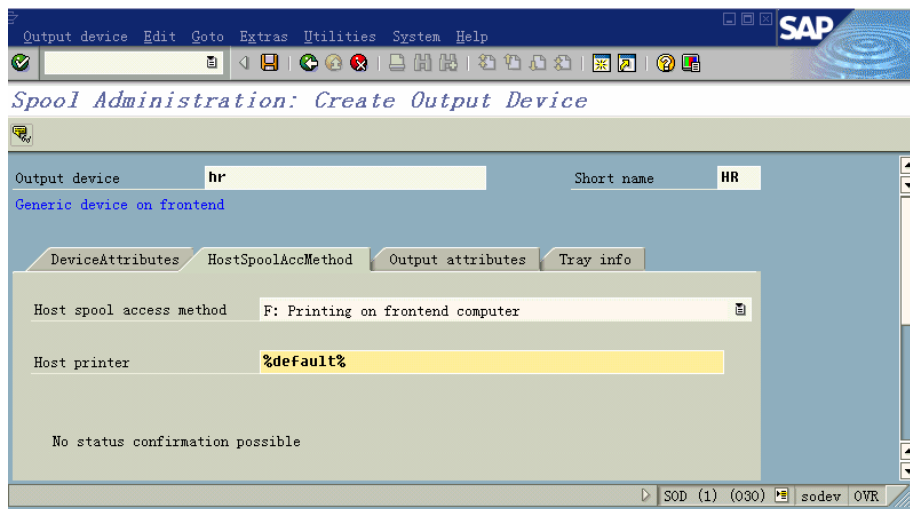 Output device Edit Goto Extras Utilities System Help
SAP
Spool Administration: Create Output Device
Output device hr Short name HR
Generic device on frontend
DeviceAttributes HostSpoolAccMethod Output attributes Tray info
Host spool access method F: Printing on frontend computer
Host printer %default%
No status confirmation possible
SOD (1) (030) sodev OVR